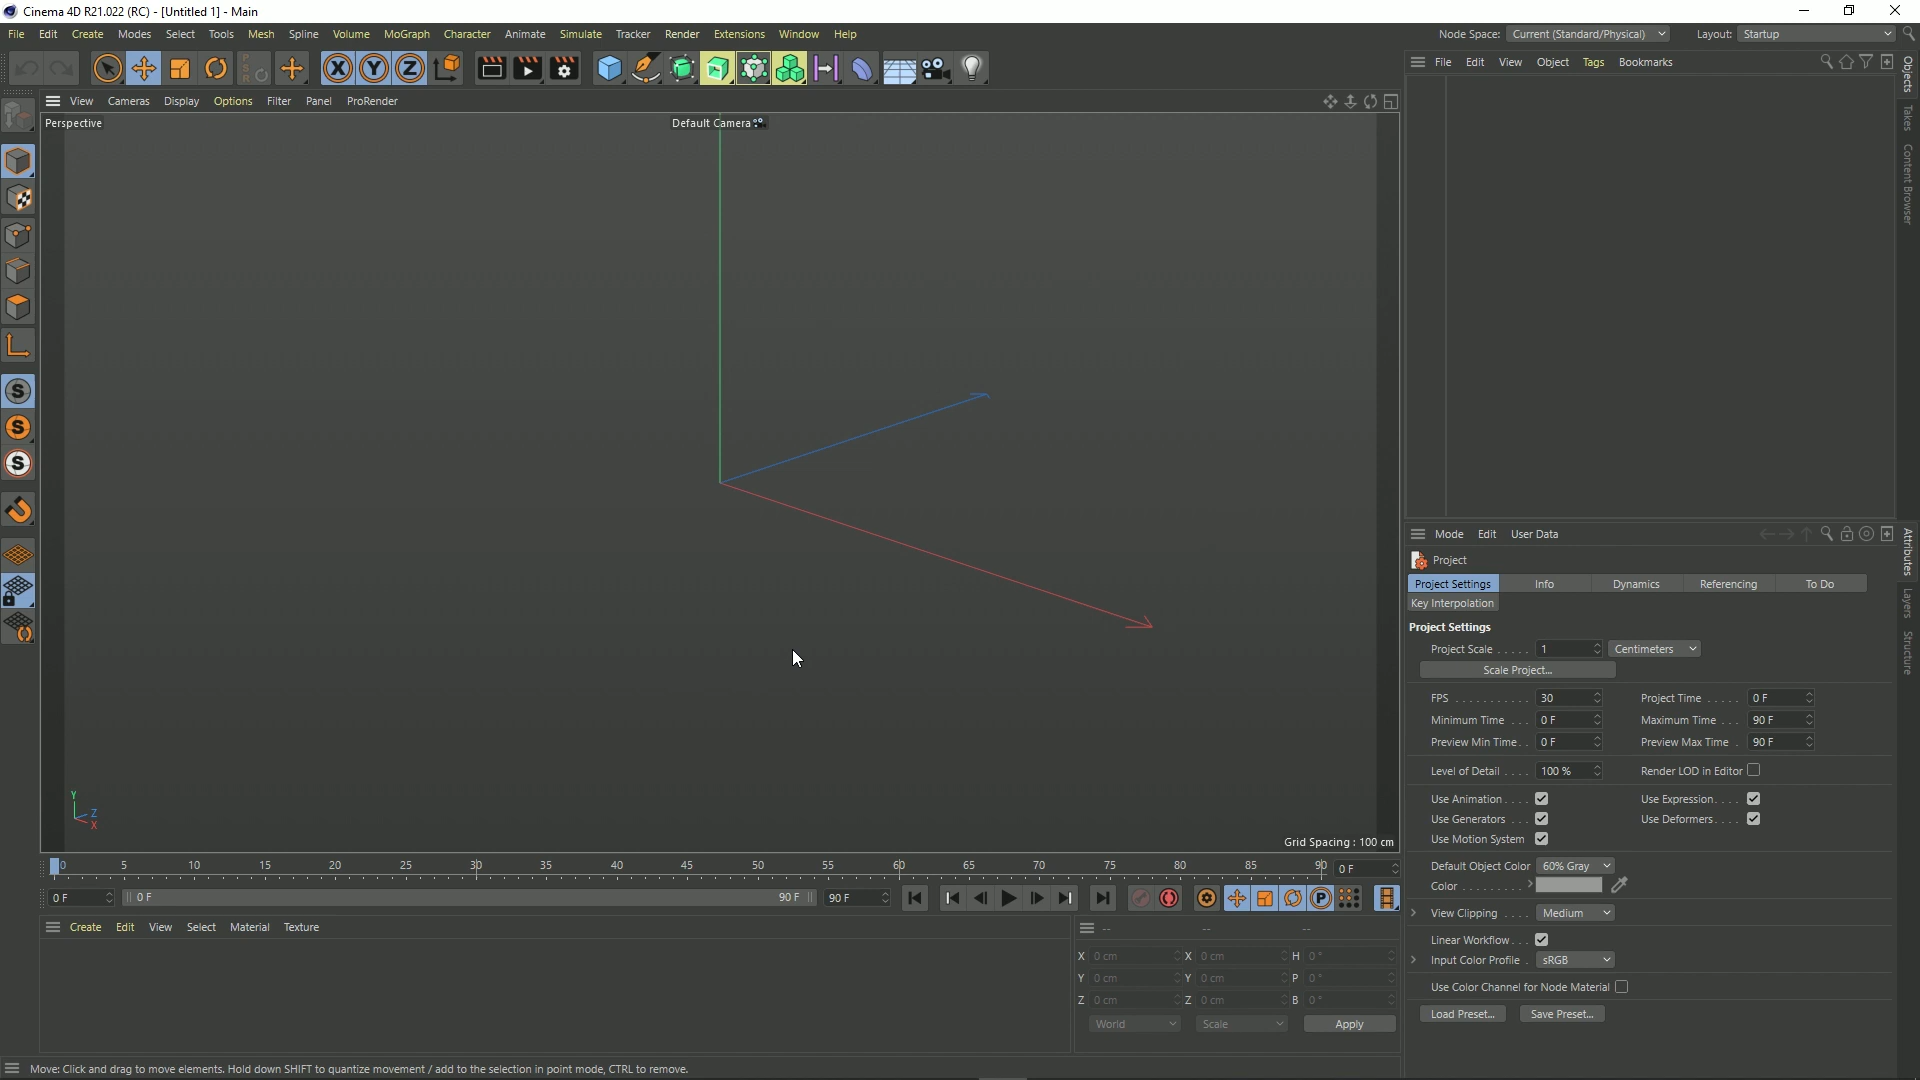 Cinema 4D R21.022 (RC) - [Untitled 1] - Main
File Edit Create Modes Select Tools Mesh Spline Volume MoGraph Character Animate Simulate Tracker Render Extensions Window Help
Node Space: Current (Standard/Physical) Layout: Startup
P
S
R
X Y Z
File Edit View Object Tags Bookmarks
View Cameras Display Options Filter Panel ProRender
Perspective
Default Camera
Objects
Takes
Content Browser
S
S
S
Y
Z
X
Grid Spacing : 100 cm
Mode Edit User Data
Attributes
Layers
Structure
Project
Project Settings Info Dynamics Referencing To Do
Key Interpolation
Project Settings
Project Scale . . . . . 1 Centimeters
Scale Project...
FPS . . . . . . . . . . . 30 Project Time . . . . . 0 F
Minimum Time . . . 0 F Maximum Time . . . 90 F
Preview Min Time . . 0 F Preview Max Time . 90 F
Level of Detail . . . . 100 % Render LOD in Editor
Use Animation . . . . Use Expression . . . .
Use Generators . . . Use Deformers . . . .
Use Motion System
Default Object Color 60% Gray
Color . . . . . . . . . .
View Clipping . . . . Medium
Linear Workflow . . .
Input Color Profile . sRGB
Use Color Channel for Node Material
Load Preset... Save Preset...
0 5 10 15 20 25 30 35 40 45 50 55 60 65 70 75 80 85 90 0 F
0 F 0 F 90 F 90 F P
Create Edit View Select Material Texture
-- -- --
X 0 cm X 0 cm H 0 °
Y 0 cm Y 0 cm P 0 °
Z 0 cm Z 0 cm B 0 °
World Scale Apply
Move: Click and drag to move elements. Hold down SHIFT to quantize movement / add to the selection in point mode, CTRL to remove.